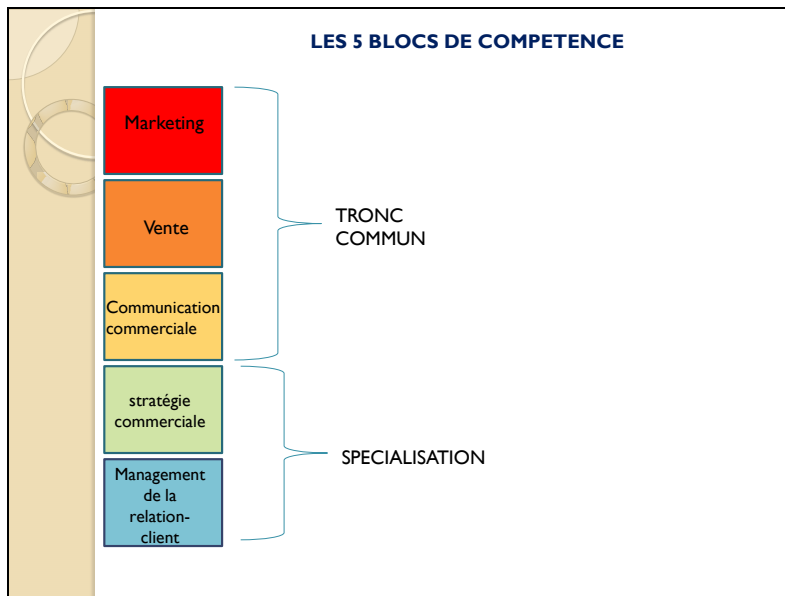 LES 5 BLOCS DE COMPETENCE
Marketing
Vente
Communication
commerciale
TRONC
COMMUN
stratégie
commerciale
Management
de la
relation-
client
SPECIALISATION